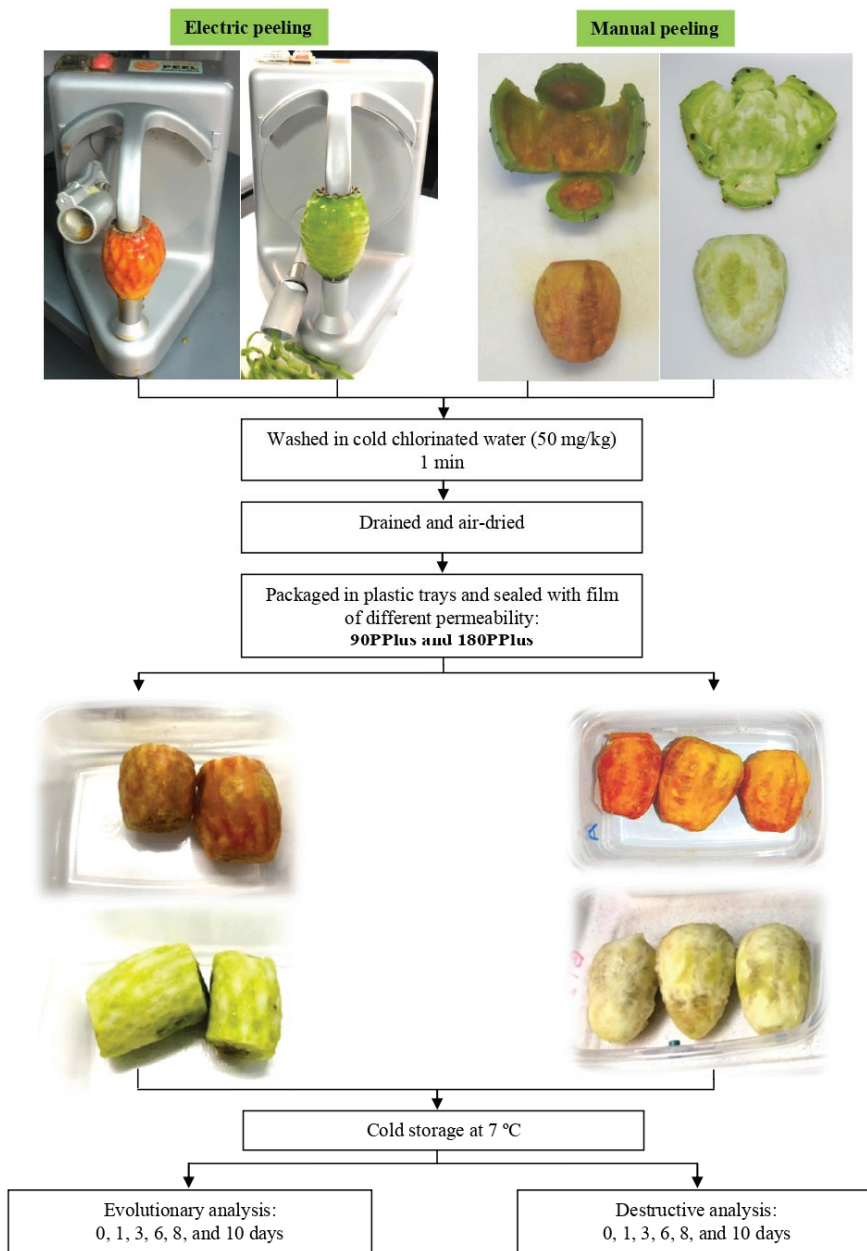 Electric peeling
Manual peeling
PEEL
Washed in cold chlorinated water (50 mg/kg)
1 min
Drained and air-dried
Packaged in plastic trays and sealed with film
of different permeability:
90PPlus and 180PPlus
A
Cold storage at 7 ºC
Evolutionary analysis:
0, 1, 3, 6, 8, and 10 days
Destructive analysis:
0, 1, 3, 6, 8, and 10 days